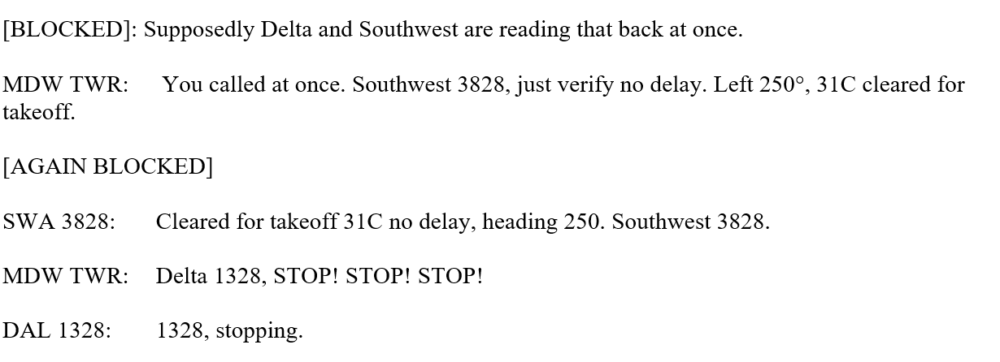 [BLOCKED]: Supposedly Delta and Southwest are reading that back at once.
MDW TWR: You called at once. Southwest 3828, just verify no delay. Left 250°, 31C cleared for
takeoff.
[AGAIN BLOCKED]
SWA 3828: Cleared for takeoff 31C no delay, heading 250. Southwest 3828.
MDW TWR: Delta 1328, STOP! STOP! STOP!
DAL 1328: 1328, stopping.